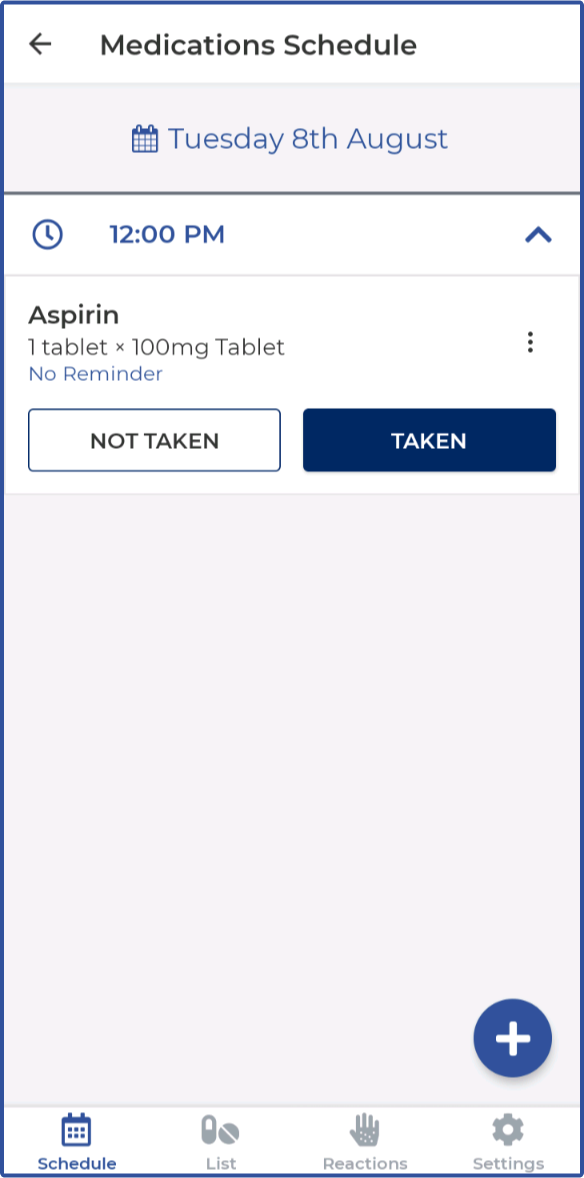 Medications Schedule
Tuesday 8th August
12:00 PM
Aspirin
1 tablet × 100mg Tablet
No Reminder
NOT TAKEN
TAKEN
Schedule
List
Reactions
Settings